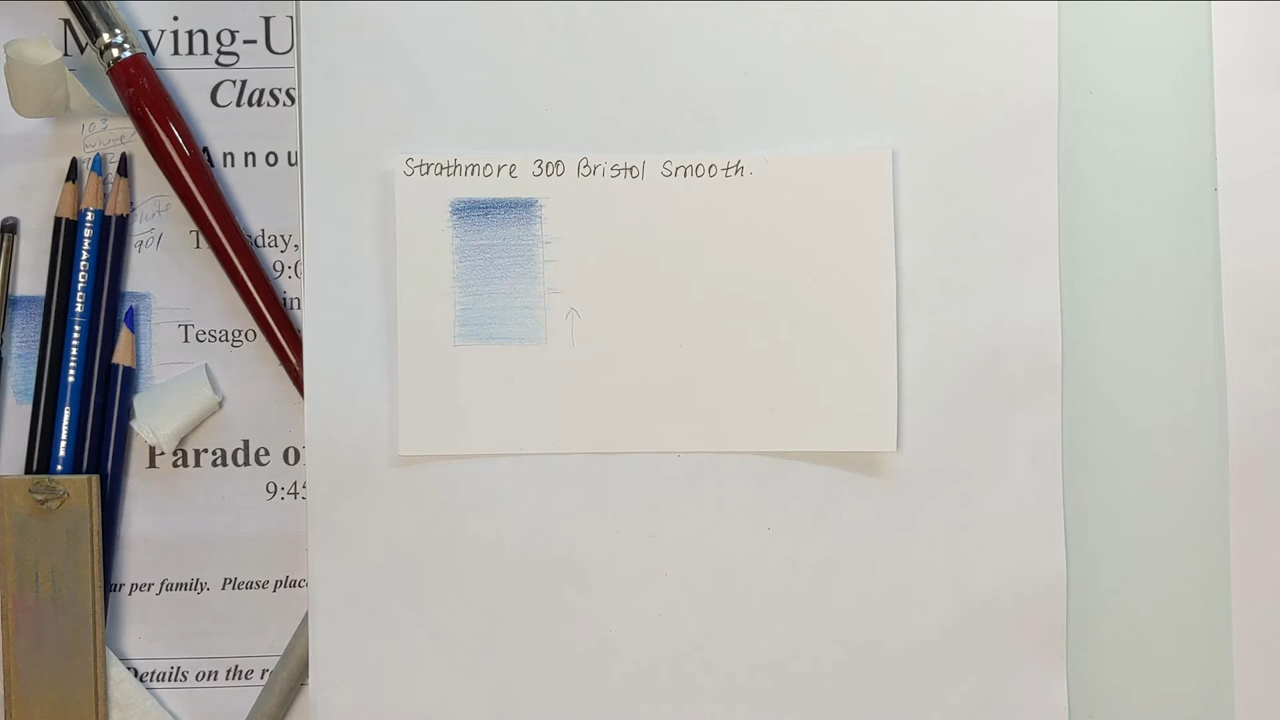 Moving-U
Class
103
white
Annou
901
Tesago
9:45
Parade o
ar per family. Please plac
Details on the r
PRISMACOLOR PREMIER
Strathmore 300 Bristol Smooth.